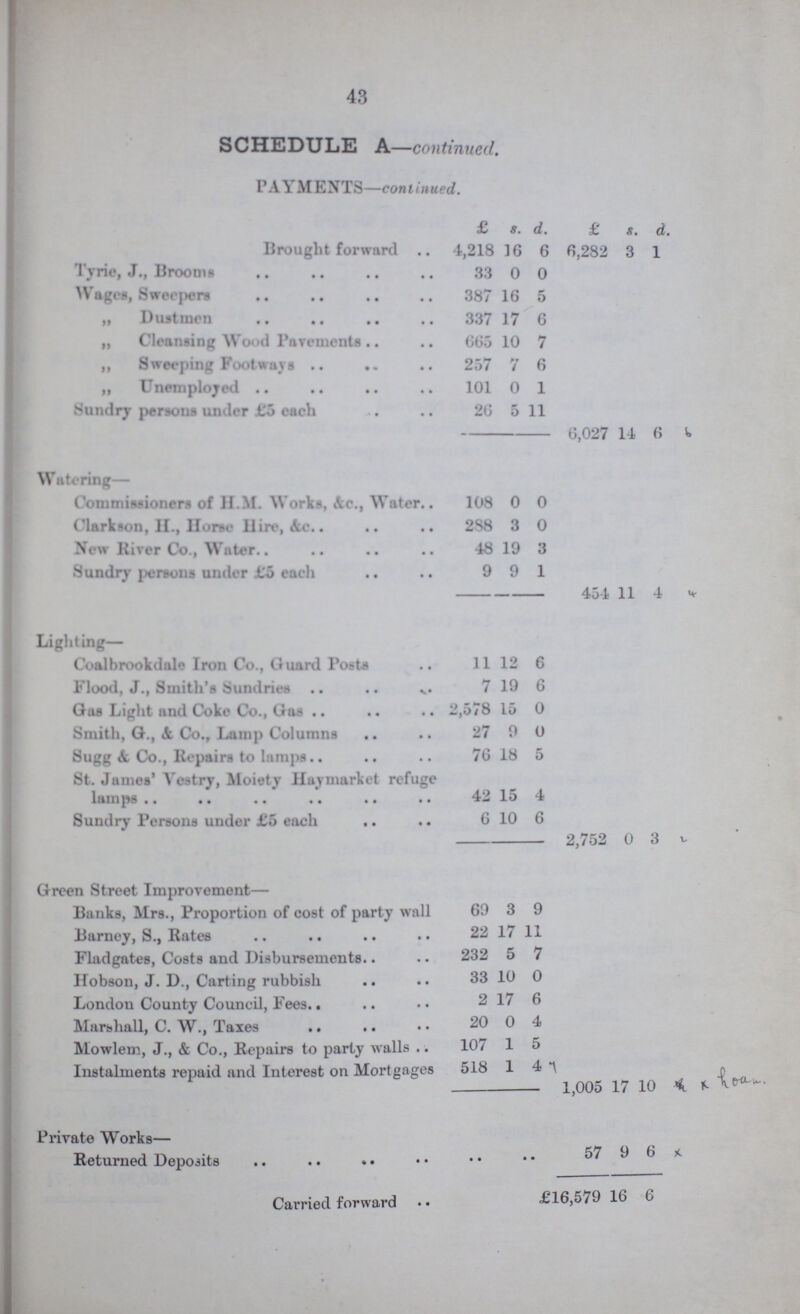 43
SCHEDULE A—continued.
PAYMENTS—continued.
£ s. d. £ s. d.
Brought forward .. 4,218 16 6 6,282 3 1
Tyrie, J., Brooms .. .. .. .. 33 0 0
Wages, Sweepers .. .. .. .. 387 16 5
„ Dustmen .. .. .. .. 337 17 6
„ Cleansing Wood Pavements .. .. 665 10 7
„ Sweeping Footways .. .. .. 257 7 6
„ Unemployed .. .. .. .. 101 0 1
Sundry persons under £5 each . .. 26 5 11
6,027 14 6
Watering—
Commissioners of H.M. Works, &c., Water.. 108 0 0
Clarkson, H., Horse Hire, &c.. .. .. 288 3 0
New River Co., Water.. .. .. .. 48 19 3
Sundry persons under £5 each .. .. 9 9 1
454 11 4
Lighting—
Coalbrookdale Iron Co., Guard Posts .. 11 12 6
Flood, J., Smith's Sundries .. .. .. 7 19 6
Gas Light and Coke Co., Gas .. .. .. 2,578 15 0
Smith, G., & Co., Lamp Columns .. .. 27 9 0
Sugg & Co., Repairs to lamps.. .. .. 76 18 5
St. James' Vestry, Moiety Haymarket refuge
lamps .. .. .. .. .. .. 42 15 4
Sundry Persons under £5 each .. .. 6 10 6
2,752 0 3
Green Street Improvement—
Banks, Mrs., Proportion of cost of party wall 69 3 9
Barney, S., Rates .. .. .. .. 22 17 11
Fladgates, Costs and Disbursements.. .. 232 5 7
Hobson, J. D., Carting rubbish .. .. 33 10 0
London County Council, Fees.. .. .. 2 17 6
Marshall, C. W., Taxes .. .. .. 20 0 4
Mowlem, J., & Co., Repairs to party walls .. 107 1 5
Instalments repaid and Interest on Mortgages 518 1 4
1,005 17 10 x Loan.
Private Works—
Returned Deposits .. .. .. .. .. .. 57 9 6 x
Carried forward .. £16,579 16 6